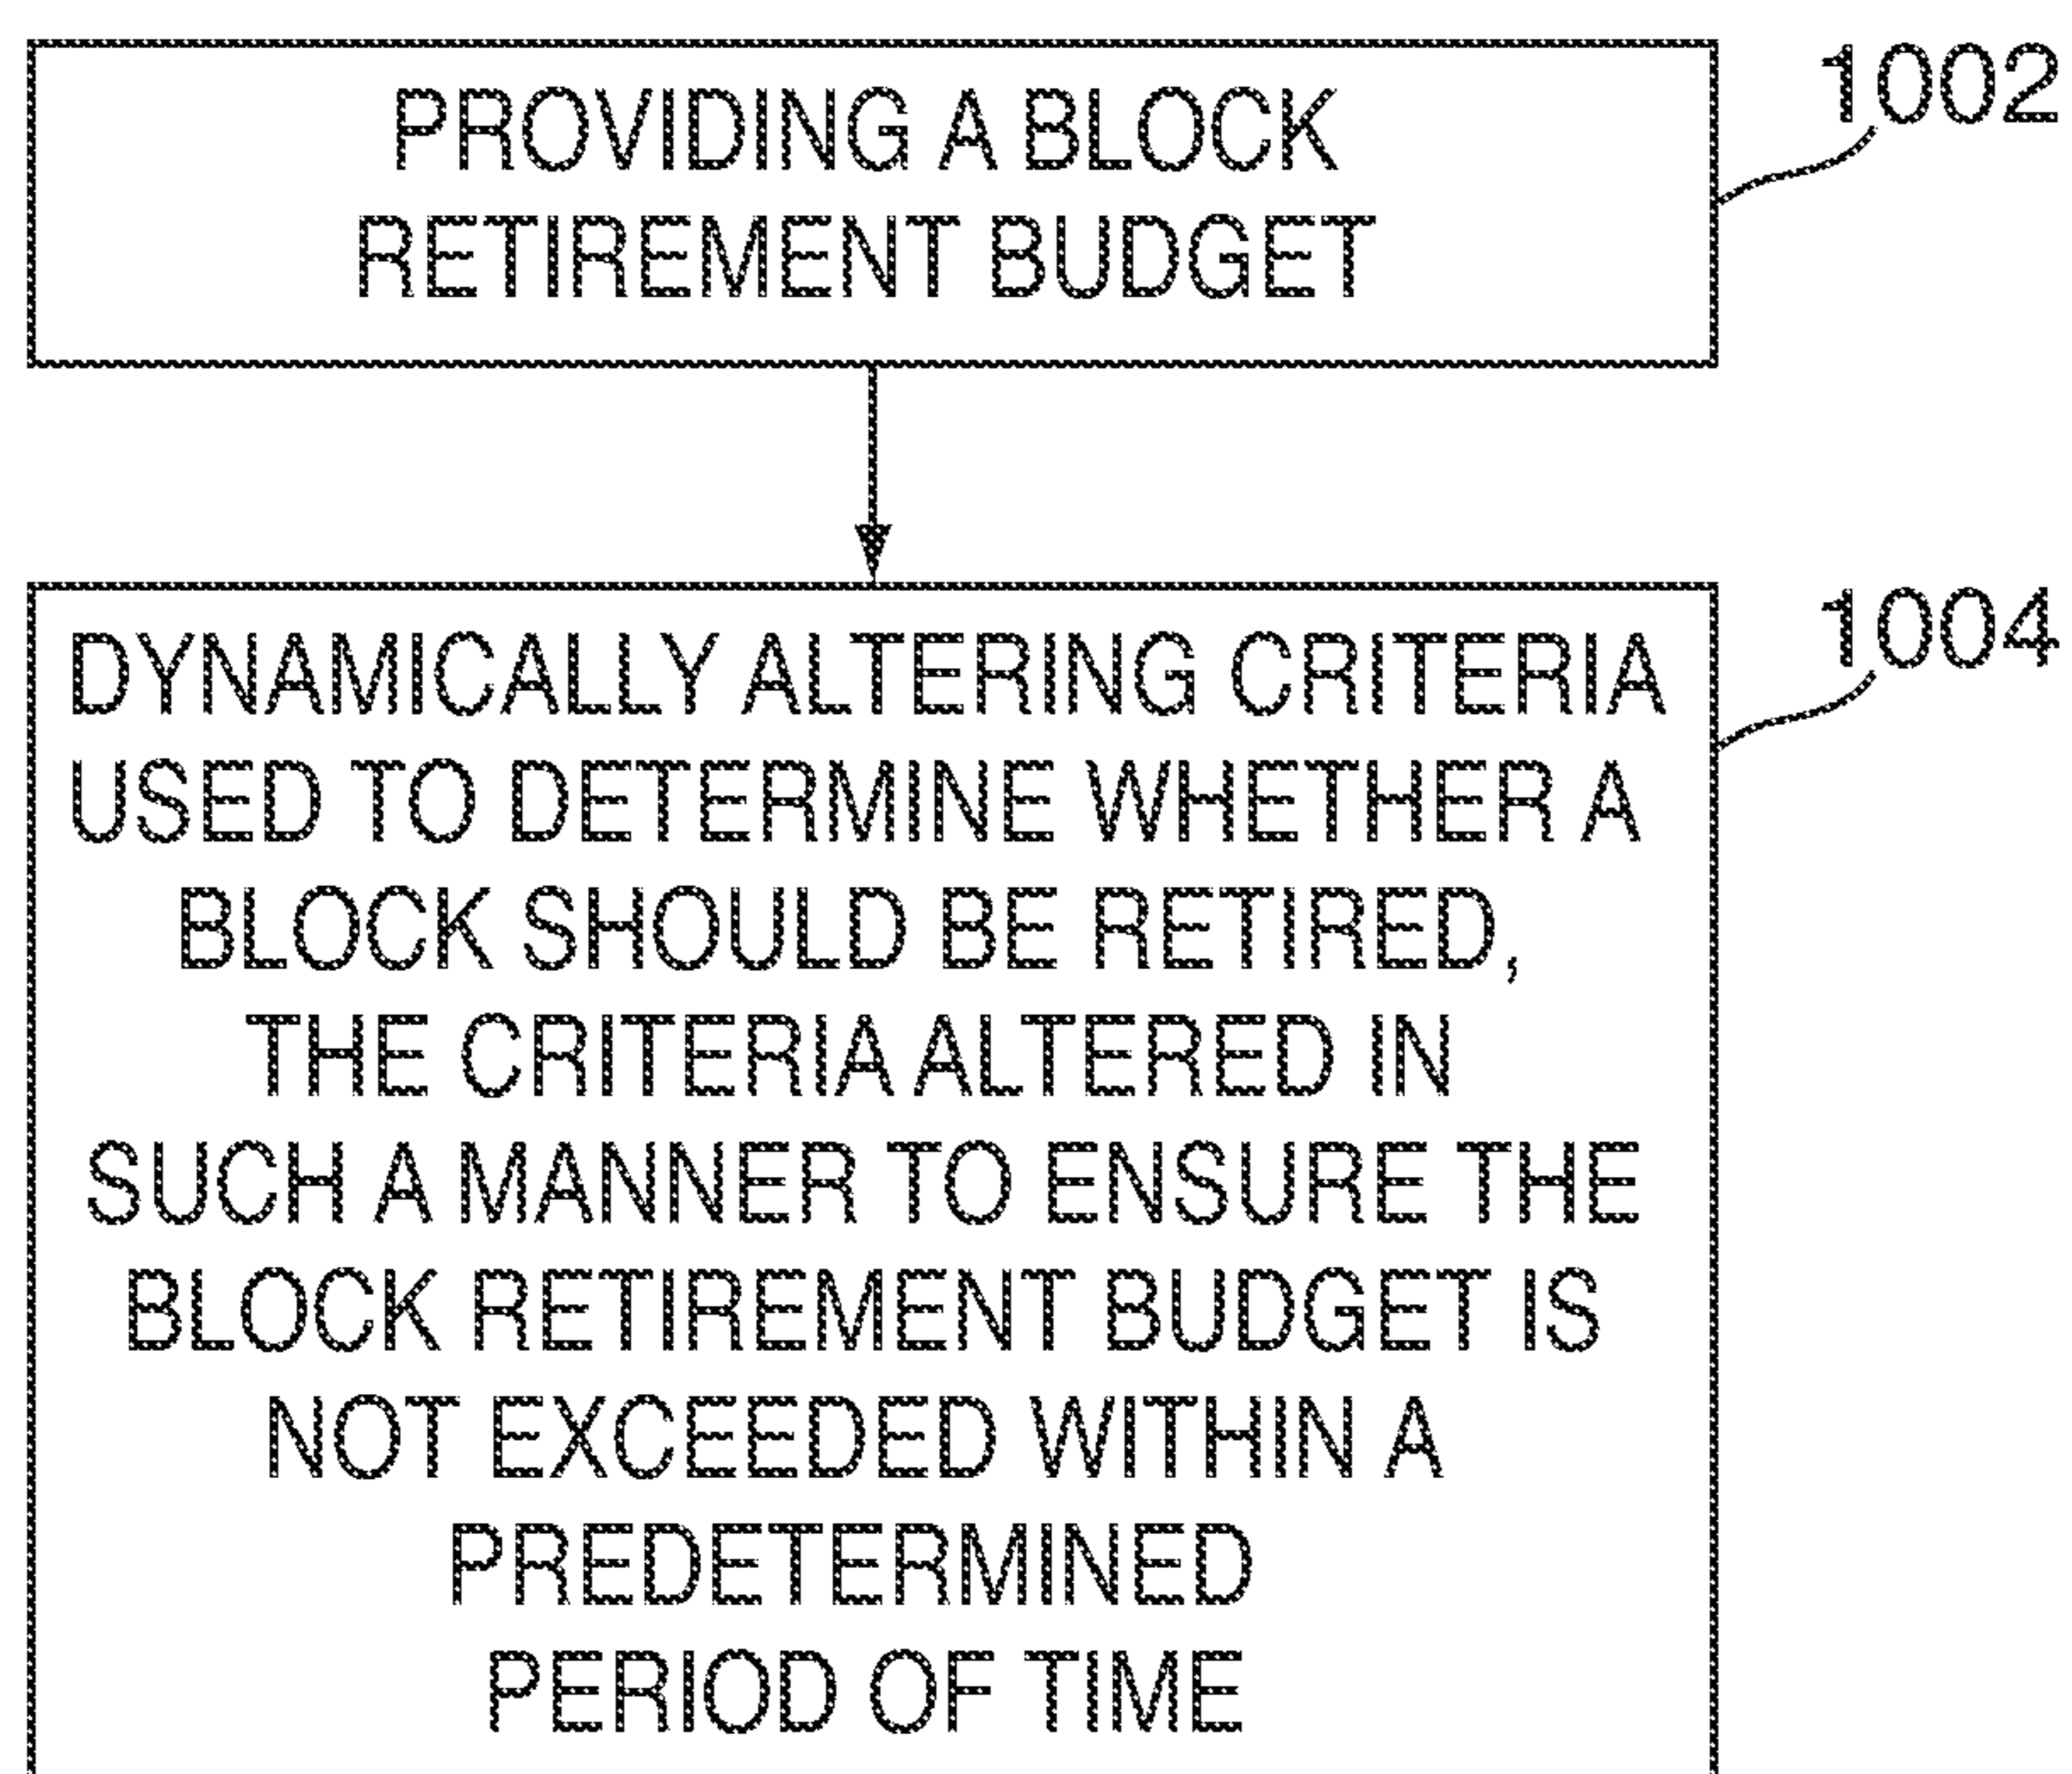 PROVIDING A BLOCK
RETIREMENT BUDGET
1002
DYNAMICALLY ALTERING CRITERIA
USED TO DETERMINE WHETHER A
BLOCK SHOULD BE RETIRED,
THE CRITERIA ALTERED IN
SUCH A MANNER TO ENSURE THE
BLOCK RETIREMENT BUDGET IS
NOT EXCEEDED WITHIN A
PREDETERMINED
PERIOD OF TIME
1004